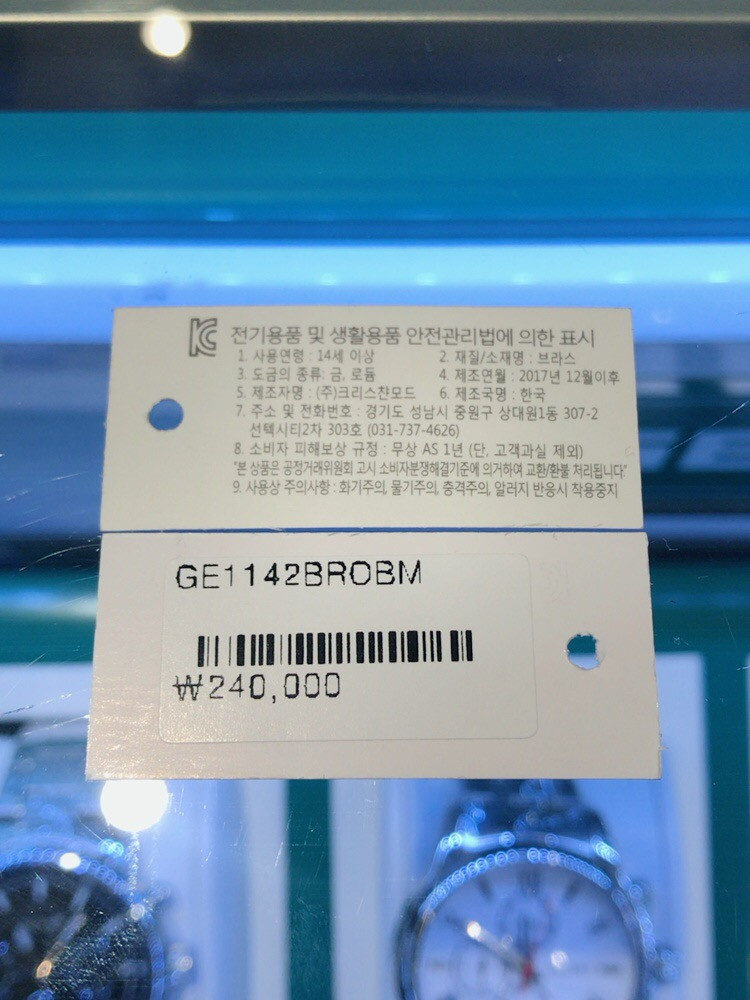 KC 전기용품 및 생활용품 안전관리법에 의한 표시
1. 사용연령 : 14세 이상 2. 재질/소재명 : 브라스
3. 도금의 종류: 금, 로듐 4. 제조연월 : 2017년 12월이후
5. 제조자명 : (주)크리스챤모드 6. 제조국명 : 한국
7. 주소 및 전화번호 : 경기도 성남시 중원구 상대원1동 307-2
선택시티2차 303호 (031-737-4626)
8. 소비자 피해보상 규정 : 무상 AS 1년 (단, 고객과실 제외)
"본 상품은 공정거래위원회 고시 소비자분쟁해결기준에 의거하여 교환/환불 처리됩니다"
9. 사용상 주의사항 : 화기주의, 물기주의, 충격주의, 알러지 반응시 착용중지
GE1142BROBM
₩240,000